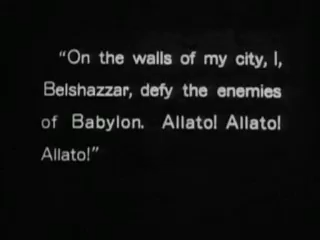 "On the walls of my city, I,
Belshazzar, defy the enemies
of Babylon. Allato! Allato!
Allato!"